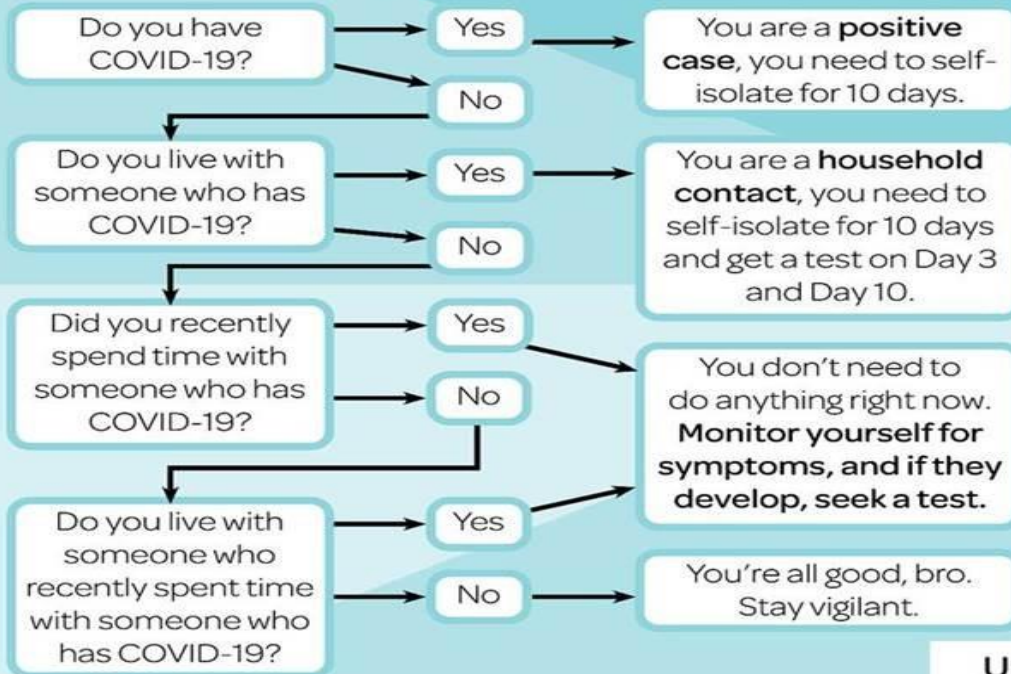 Do you have
COVID-19?
Yes
No
You are a positive
case, you need to self-
isolate for 10 days.
Do you live with
someone who has
COVID-19?
Yes
No
You are a household
contact, you need to
self-isolate for 10 days
and get a test on Day 3
and Day 10.
Did you recently
spend time with
someone who has
COVID-19?
Yes
No
You don't need to
do anything right now.
Monitor yourself for
symptoms, and if they
develop, seek a test.
Do you live with
someone who
recently spent time
with someone who
has COVID-19?
Yes
No
You're all good, bro.
Stay vigilant.
U